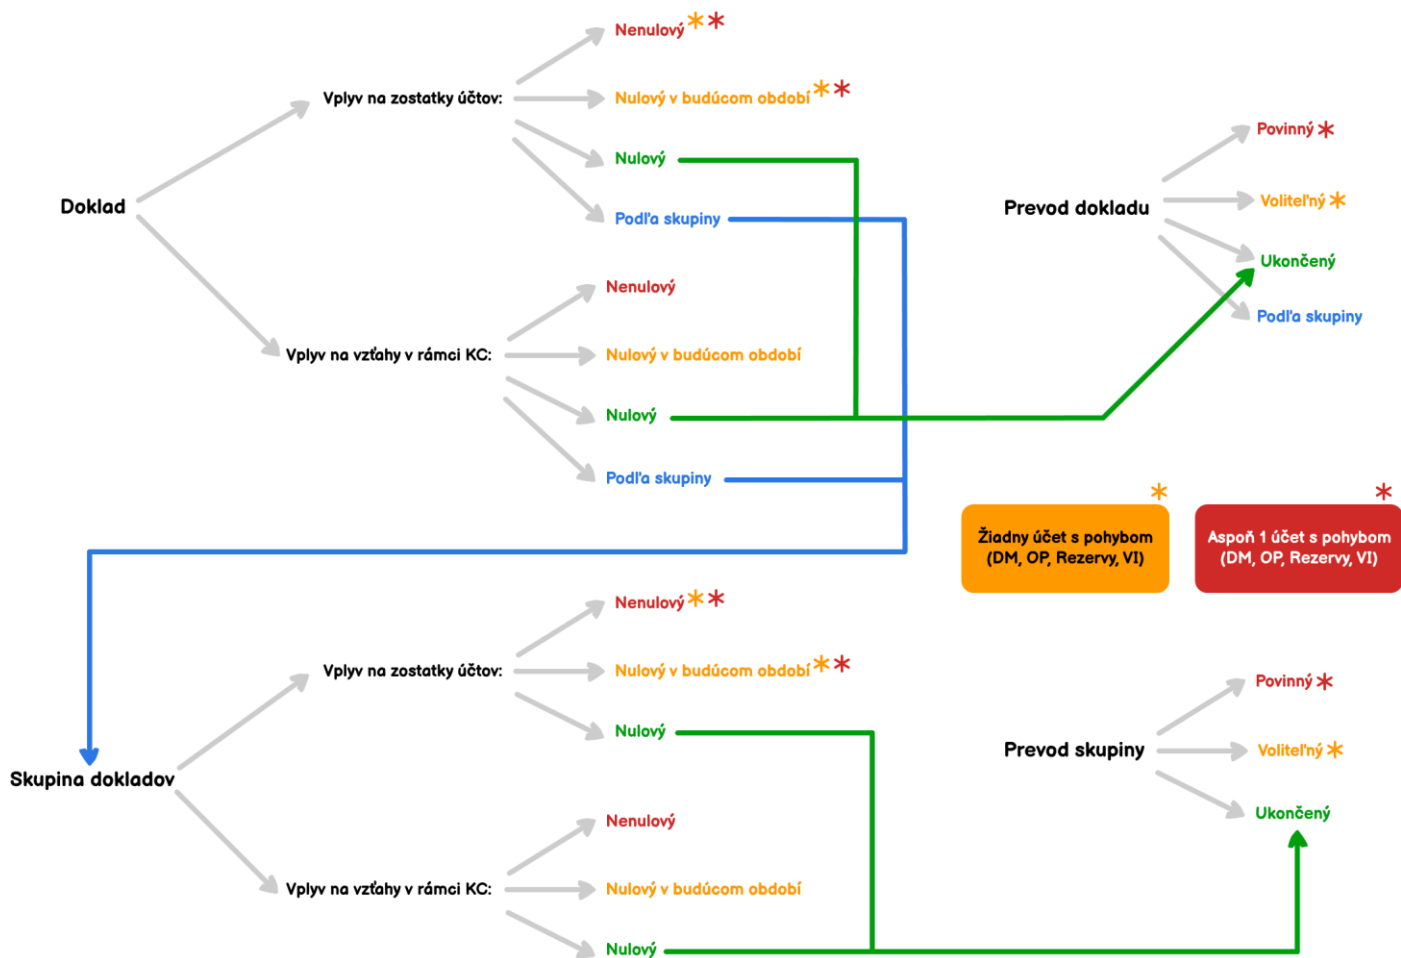 Doklad
Vplyv na zostatky účtov:
Nenulový
Nulový v budúcom období
Nulový
Podľa skupiny
Vplyv na vzťahy v rámci KC:
Nenulový
Nulový v budúcom období
Nulový
Podľa skupiny
Prevod dokladu
Povinný
Voliteľný
Ukončený
Podľa skupiny
Žiadny účet s pohybom
(DM, OP, Rezervy, VI)
Aspoň 1 účet s pohybom
(DM, OP, Rezervy, VI)
Skupina dokladov
Vplyv na zostatky účtov:
Nenulový
Nulový v budúcom období
Nulový
Vplyv na vzťahy v rámci KC:
Nenulový
Nulový v budúcom období
Nulový
Prevod skupiny
Povinný
Voliteľný
Ukončený